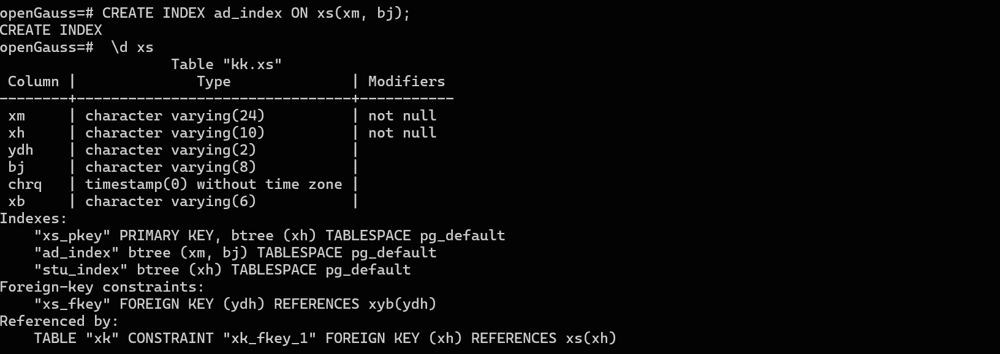 openGauss=# CREATE INDEX ad_index ON xs(xm, bj);
CREATE INDEX
openGauss=#  \d xs
                    Table "kk.xs"
 Column |              Type              | Modifiers
--------+--------------------------------+-----------
 xm     | character varying(24)          | not null
 xh     | character varying(10)          | not null
 ydh    | character varying(2)           |
 bj     | character varying(8)           |
 chrq   | timestamp(0) without time zone |
 xb     | character varying(6)           |
Indexes:
    "xs_pkey" PRIMARY KEY, btree (xh) TABLESPACE pg_default
    "ad_index" btree (xm, bj) TABLESPACE pg_default
    "stu_index" btree (xh) TABLESPACE pg_default
Foreign-key constraints:
    "xs_fkey" FOREIGN KEY (ydh) REFERENCES xyb(ydh)
Referenced by:
    TABLE "xk" CONSTRAINT "xk_fkey_1" FOREIGN KEY (xh) REFERENCES xs(xh)